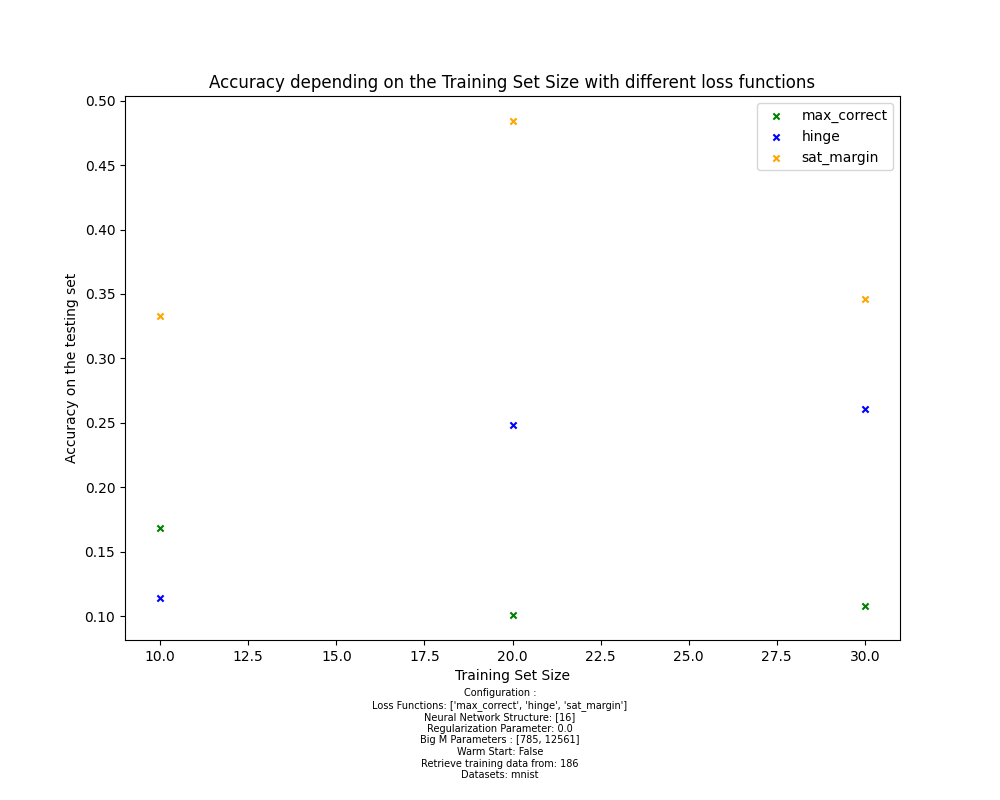 Accuracy depending on the Training Set Size with different loss functions
max_correct
hinge
sat_margin
0.50
0.45
0.40
0.35
0.30
0.25
0.20
0.15
0.10
Accuracy on the testing set
10.0 12.5 15.0 17.5 20.0 22.5 25.0 27.5 30.0
Training Set Size
Configuration :
Loss Functions: ['max_correct', 'hinge', 'sat_margin']
Neural Network Structure: [16]
Regularization Parameter: 0.0
Big M Parameters : [785, 12561]
Warm Start: False
Retrieve training data from: 186
Datasets: mnist